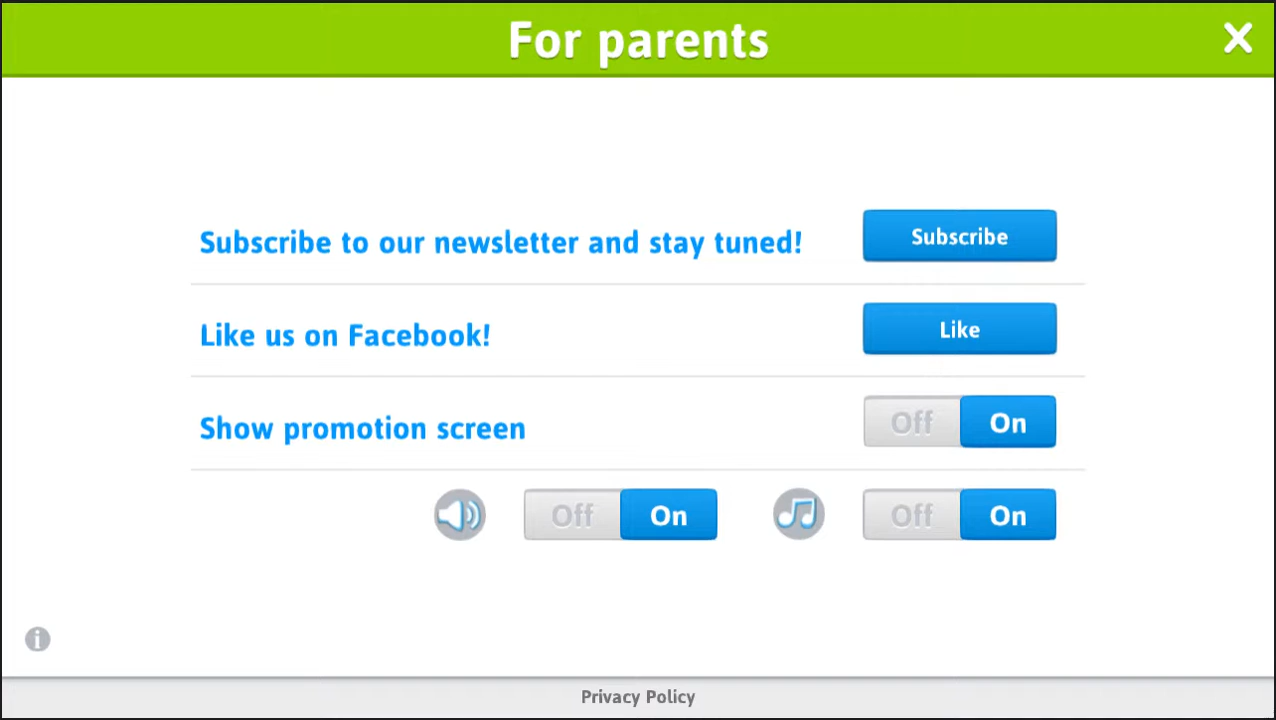 For parents
Subscribe to our newsletter and stay tuned! Subscribe
Like us on Facebook! Like
Show promotion screen Off On
Off On Off On
Privacy Policy